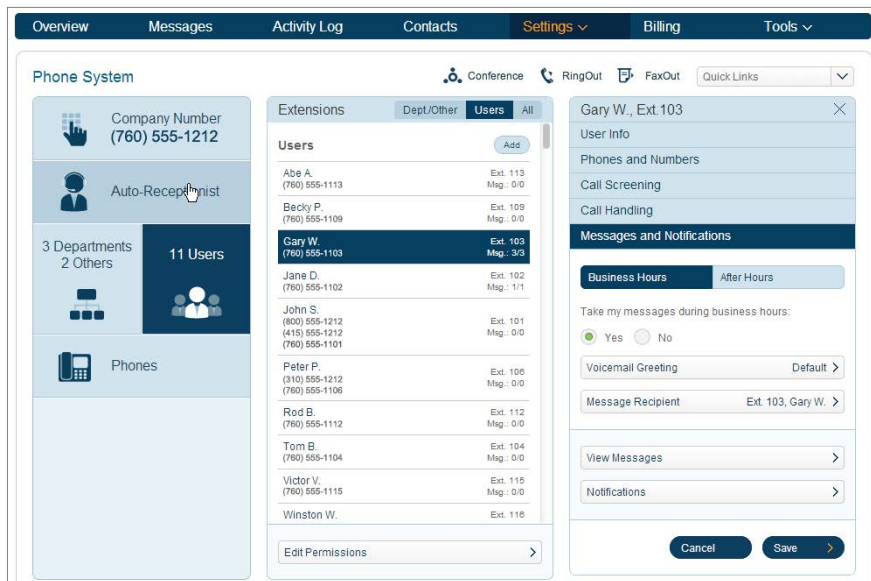 Overview Messages Activity Log Contacts Settings Billing Tools
Phone System
Conference RingOut FaxOut Quick Links
Company Number
(760) 555-1212
Auto-Receptionist
3 Departments
2 Others
11 Users
Phones
Extensions Dept./Other Users All
Users Add
Abe A. Ext. 113
(760) 555-1113 Msg.: 0/0
Becky P. Ext. 109
(760) 555-1109 Msg.: 0/0
Gary W. Ext. 103
(760) 555-1103 Msg.: 3/3
Jane D. Ext. 102
(760) 555-1102 Msg.: 1/1
John S.
(800) 555-1212 Ext. 101
(415) 555-1212 Msg.: 0/0
(760) 555-1101
Peter P. Ext. 106
(310) 555-1212 Msg.: 0/0
(760) 555-1106
Rod B. Ext. 112
(760) 555-1112 Msg.: 0/0
Tom B. Ext. 104
(760) 555-1104 Msg.: 0/0
Victor V. Ext. 115
(760) 555-1115 Msg.: 0/0
Winston W. Ext. 116
Edit Permissions
Gary W., Ext.103
User Info
Phones and Numbers
Call Screening
Call Handling
Messages and Notifications
Business Hours After Hours
Take my messages during business hours:
Yes No
Voicemail Greeting Default
Message Recipient Ext. 103, Gary W.
View Messages
Notifications
Cancel Save